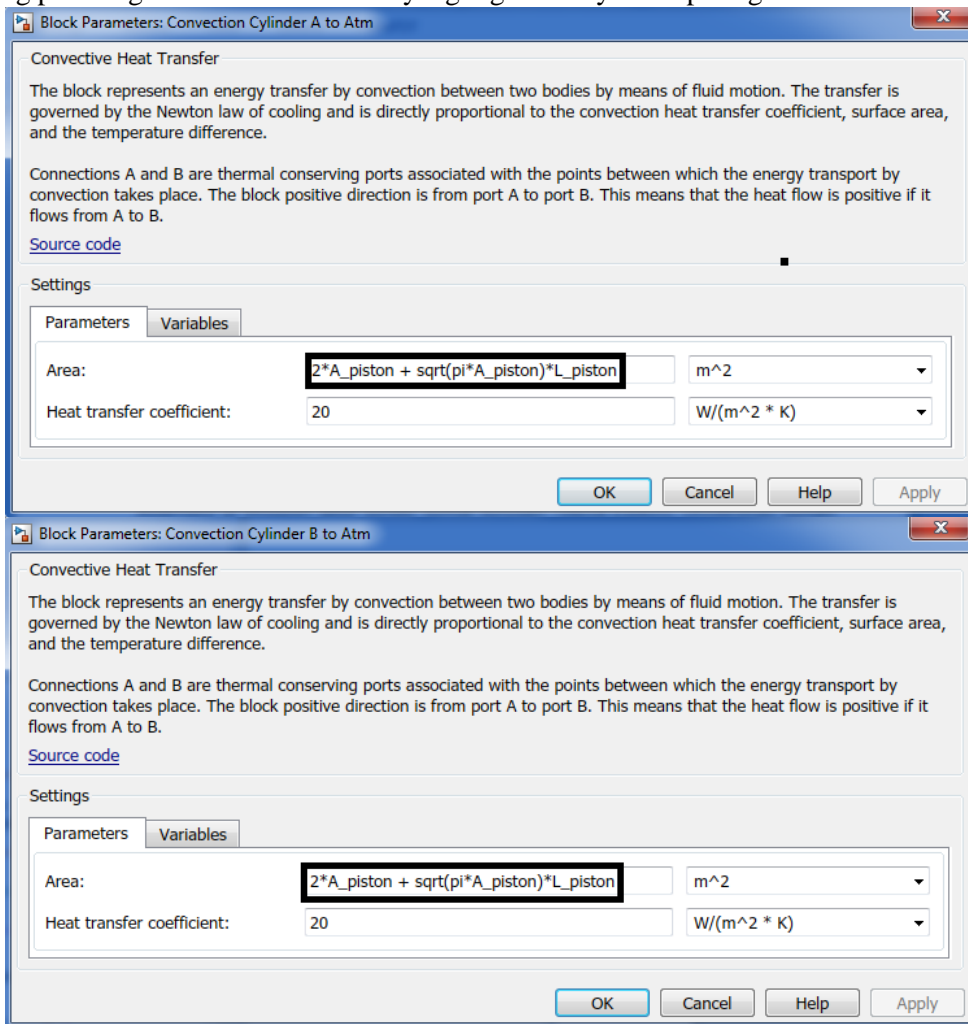 Block Parameters: Convection Cylinder A to Atm
Convective Heat Transfer
The block represents an energy transfer by convection between two bodies by means of fluid motion. The transfer is
governed by the Newton law of cooling and is directly proportional to the convection heat transfer coefficient, surface area,
and the temperature difference.
Connections A and B are thermal conserving ports associated with the points between which the energy transport by
convection takes place. The block positive direction is from port A to port B. This means that the heat flow is positive if it
flows from A to B.
Source code
Settings
Parameters Variables
Area: 2*A_piston + sqrt(pi*A_piston)*L_piston m^2
Heat transfer coefficient: 20 W/(m^2 * K)
OK Cancel Help Apply
Block Parameters: Convection Cylinder B to Atm
Convective Heat Transfer
The block represents an energy transfer by convection between two bodies by means of fluid motion. The transfer is
governed by the Newton law of cooling and is directly proportional to the convection heat transfer coefficient, surface area,
and the temperature difference.
Connections A and B are thermal conserving ports associated with the points between which the energy transport by
convection takes place. The block positive direction is from port A to port B. This means that the heat flow is positive if it
flows from A to B.
Source code
Settings
Parameters Variables
Area: 2*A_piston + sqrt(pi*A_piston)*L_piston m^2
Heat transfer coefficient: 20 W/(m^2 * K)
OK Cancel Help Apply